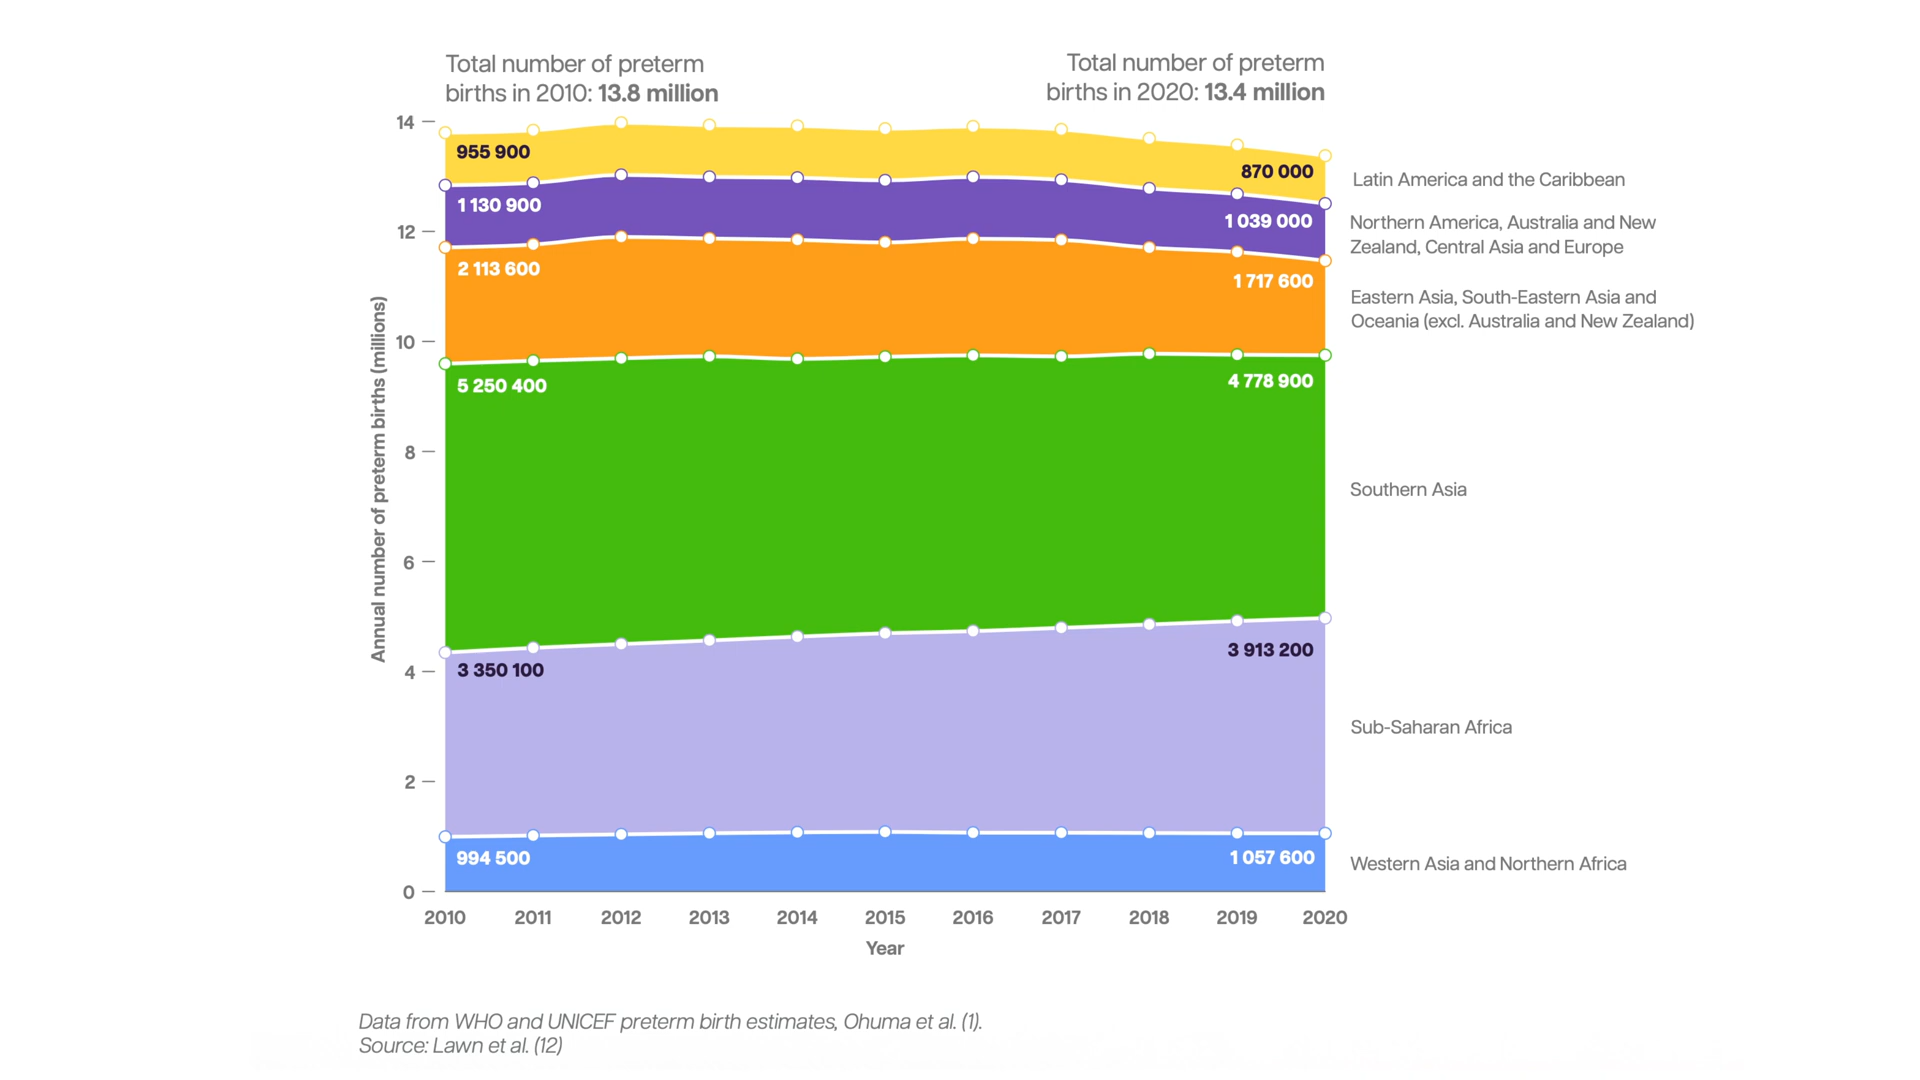 Total number of preterm
births in 2010: 13.8 million
Total number of preterm
births in 2020: 13.4 million
Annual number of preterm births (millions)
14
12
10
8
6
4
2
0
955 900
1 130 900
2 113 600
5 250 400
3 350 100
994 500
870 000
1 039 000
1 717 600
4 778 900
3 913 200
1 057 600
Latin America and the Caribbean
Northern America, Australia and New
Zealand, Central Asia and Europe
Eastern Asia, South-Eastern Asia and
Oceania (excl. Australia and New Zealand)
Southern Asia
Sub-Saharan Africa
Western Asia and Northern Africa
2010 2011 2012 2013 2014 2015 2016 2017 2018 2019 2020
Year
Data from WHO and UNICEF preterm birth estimates, Ohuma et al. (1).
Source: Lawn et al. (12)